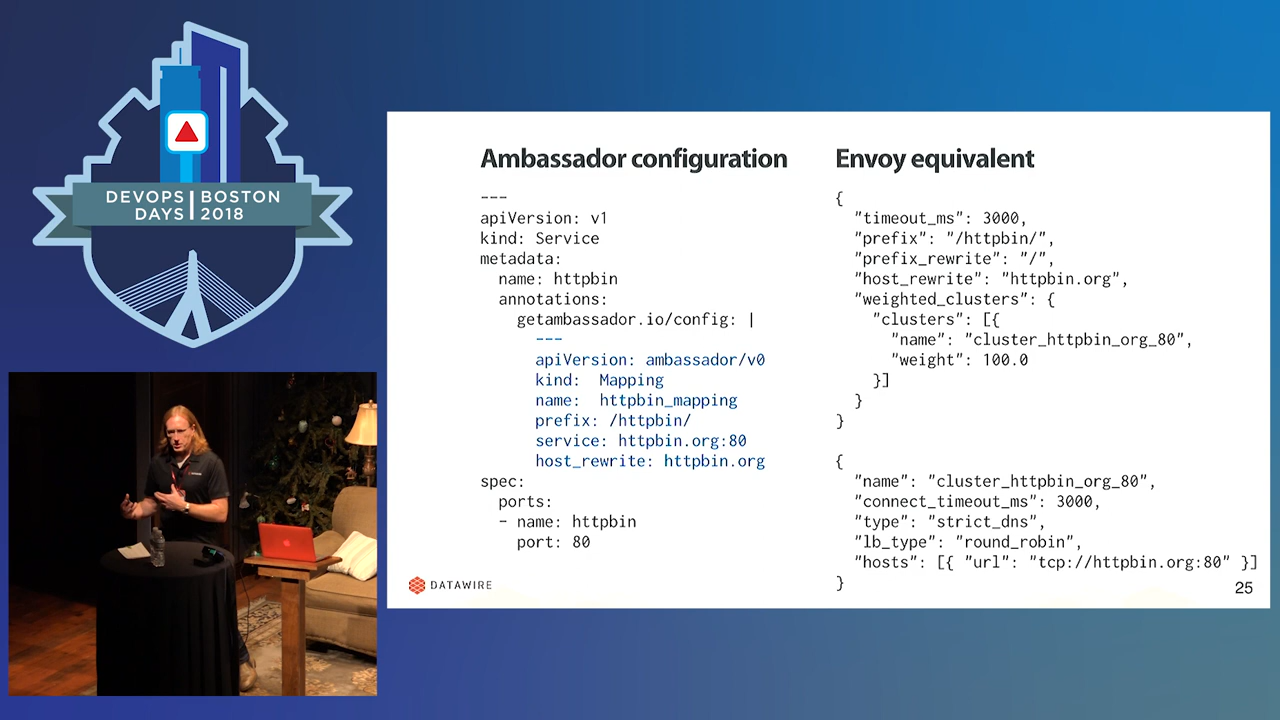 DEVOPS BOSTON
DAYS 2018
Ambassador configuration
---
apiVersion: v1
kind: Service
metadata:
  name: httpbin
  annotations:
    getambassador.io/config: |
      ---
      apiVersion: ambassador/v0
      kind:  Mapping
      name:  httpbin_mapping
      prefix: /httpbin/
      service: httpbin.org:80
      host_rewrite: httpbin.org
spec:
  ports:
  - name: httpbin
    port: 80
Envoy equivalent
{
  "timeout_ms": 3000,
  "prefix": "/httpbin/",
  "prefix_rewrite": "/",
  "host_rewrite": "httpbin.org",
  "weighted_clusters": {
    "clusters": [{
      "name": "cluster_httpbin_org_80",
      "weight": 100.0
    }]
  }
}
{
  "name": "cluster_httpbin_org_80",
  "connect_timeout_ms": 3000,
  "type": "strict_dns",
  "lb_type": "round_robin",
  "hosts": [{ "url": "tcp://httpbin.org:80" }]
}
DATAWIRE
25